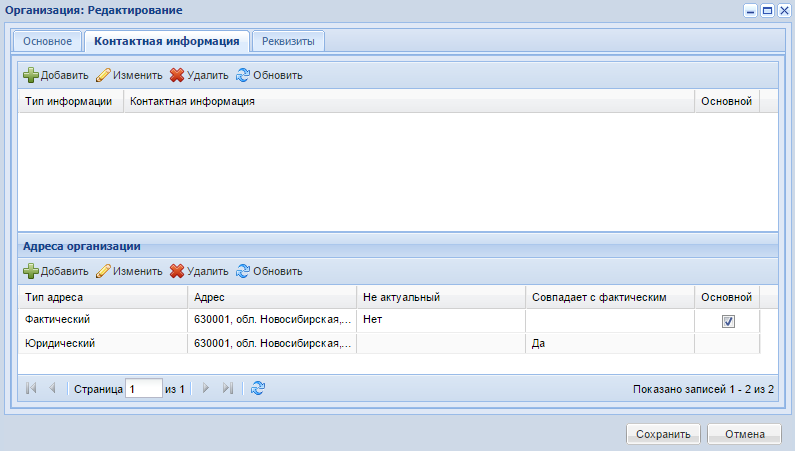 Организация: Редактирование
Основное Контактная информация Реквизиты
Добавить Изменить Удалить Обновить
Тип информации Контактная информация Основной
Адреса организации
Добавить Изменить Удалить Обновить
Тип адреса Адрес Не актуальный Совпадает с фактическим Основной
Фактический 630001, обл. Новосибирская,... Нет
Юридический 630001, обл. Новосибирская,... Да
Страница 1 из 1 Показано записей 1 - 2 из 2
Сохранить Отмена